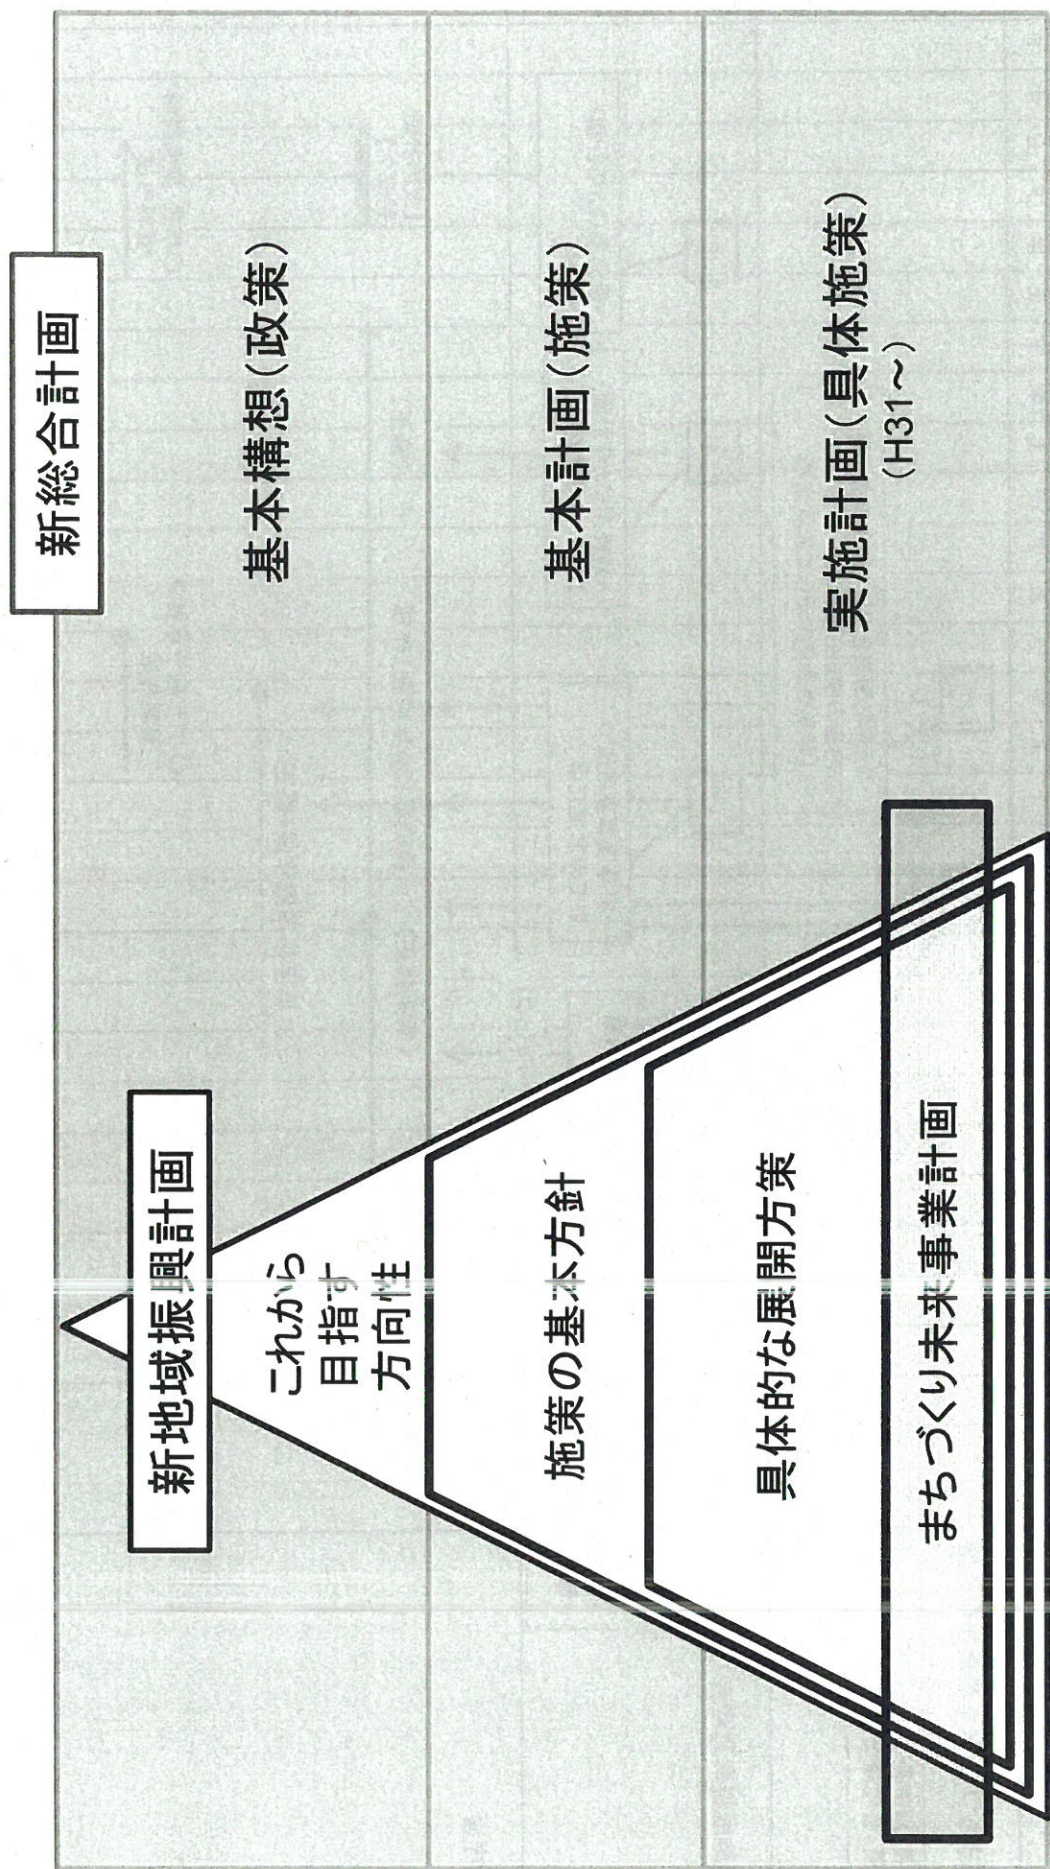 新総合計画
新地域振興計画
これから
目指す
方向性
基本構想(政策)
施策の基本方針
基本計画(施策)
具体的な展開方策
実施計画(具体施策)
(H31～)
まちづくり未来事業計画